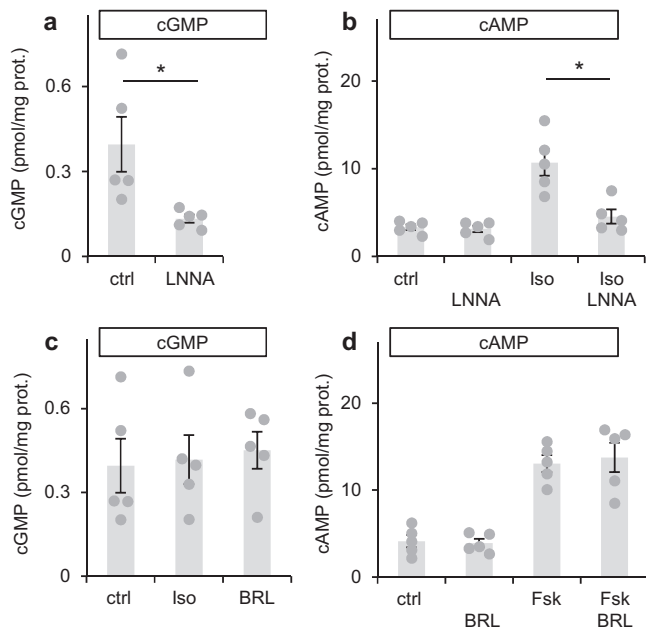 a
cGMP
cGMP (pmol/mg prot.)
0.6
0.3
0
*
ctrl LNNA
b
cAMP
cAMP (pmol/mg prot.)
20
10
0
*
ctrl Iso Iso
LNNA LNNA
c
cGMP
cGMP (pmol/mg prot.)
0.6
0.3
0
ctrl Iso BRL
d
cAMP
cAMP (pmol/mg prot.)
20
10
0
ctrl Fsk Fsk
BRL BRL